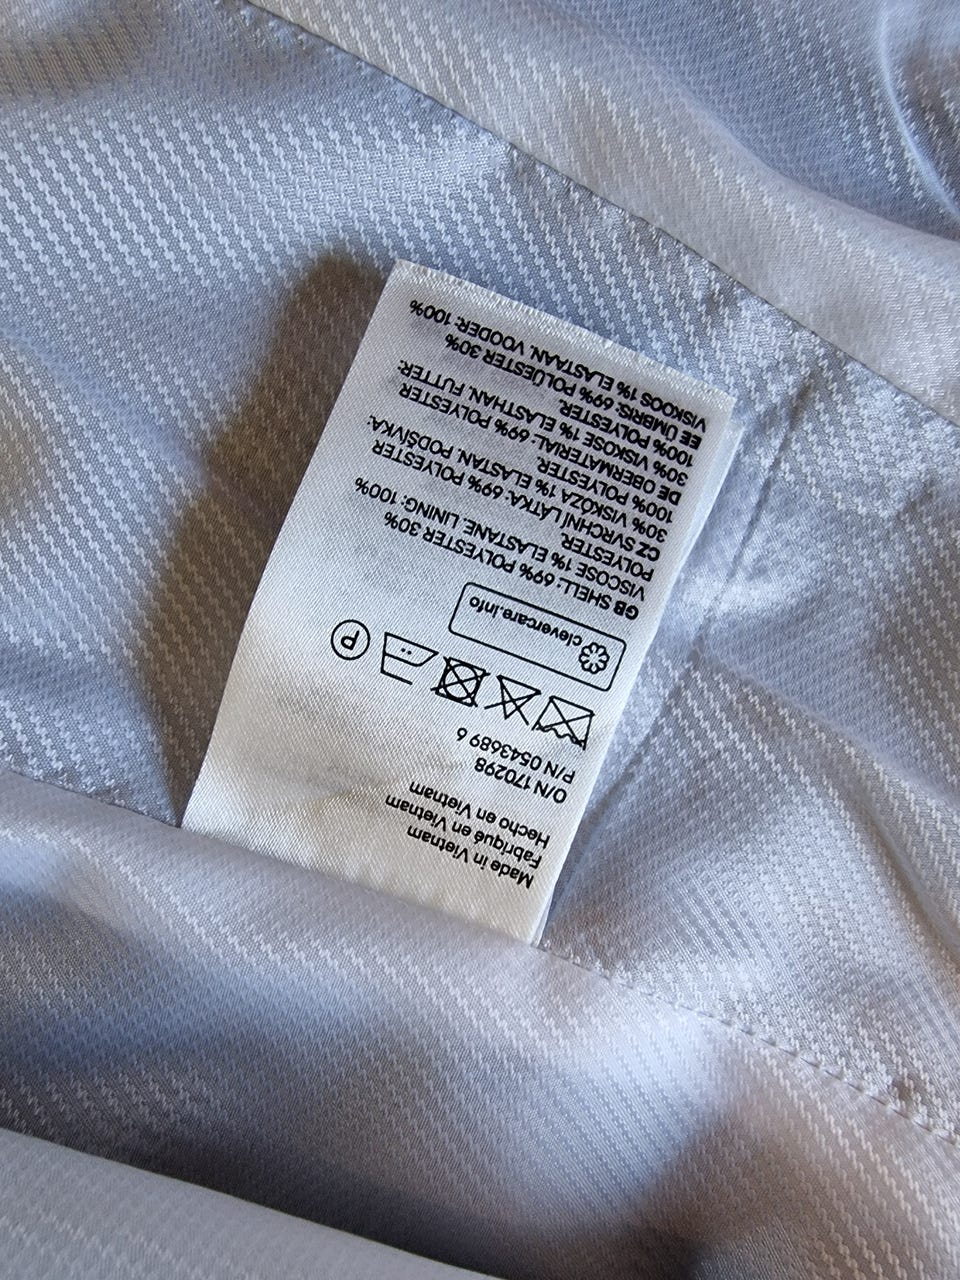 Made in Vietnam
Fabriqué en Vietnam
Hecho en Vietnam
O/N 170298
P/N 0543689 6
P
clevercare.info
GB SHELL: 69% POLYESTER 30%
VISCOSE 1% ELASTANE. LINING: 100%
POLYESTER.
CZ SVRCHNÍ LÁTKA: 69% POLYESTER
30% VISKÓZA 1% ELASTAN. PODŠÍVKA:
100% POLYESTER.
DE OBERMATERIAL: 69% POLYESTER
30% VISKOSE 1% ELASTHAN. FUTTER:
100% POLYESTER.
EE ÜMBRIS: 69% POLÜESTER 30%
VISKOOS 1% ELASTAAN. VOODER: 100%